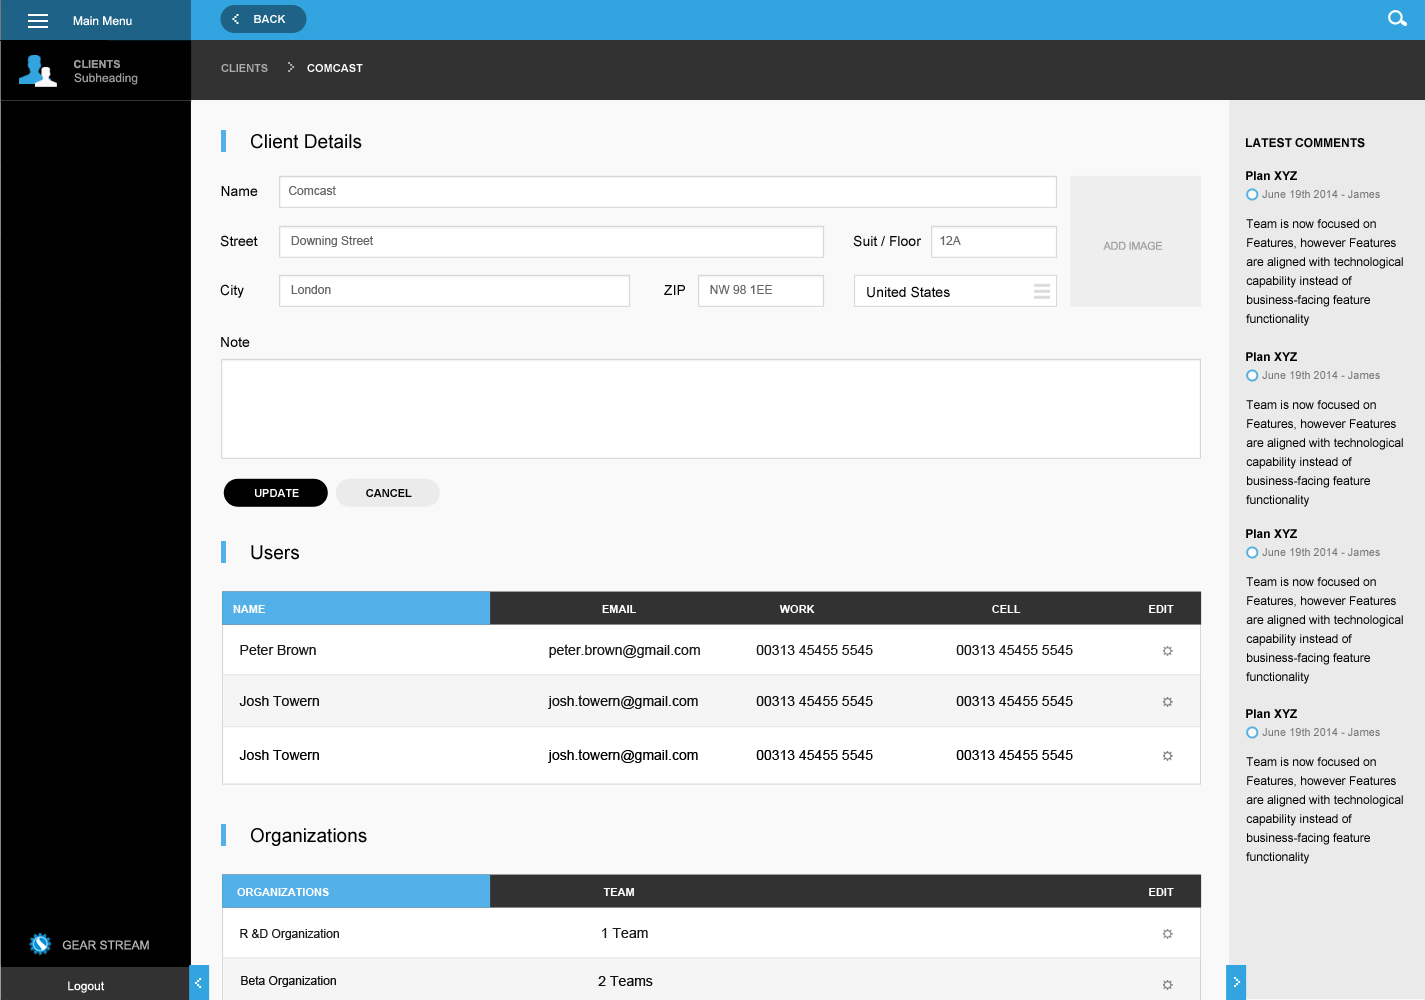 Main Menu
BACK
CLIENTS
Subheading
CLIENTS
COMCAST
Client Details
Name
Comcast
Street
Downing Street
Suit / Floor
12A
City
London
ZIP
NW 98 1EE
United States
ADD IMAGE
Note
UPDATE
CANCEL
Users
NAME EMAIL WORK CELL EDIT
Peter Brown peter.brown@gmail.com 00313 45455 5545 00313 45455 5545
Josh Towern josh.towern@gmail.com 00313 45455 5545 00313 45455 5545
Josh Towern josh.towern@gmail.com 00313 45455 5545 00313 45455 5545
Organizations
ORGANIZATIONS TEAM EDIT
R &D Organization 1 Team
Beta Organization 2 Teams
LATEST COMMENTS
Plan XYZ
June 19th 2014 - James
Team is now focused on
Features, however Features
are aligned with technological
capability instead of
business-facing feature
functionality
Plan XYZ
June 19th 2014 - James
Team is now focused on
Features, however Features
are aligned with technological
capability instead of
business-facing feature
functionality
Plan XYZ
June 19th 2014 - James
Team is now focused on
Features, however Features
are aligned with technological
capability instead of
business-facing feature
functionality
Plan XYZ
June 19th 2014 - James
Team is now focused on
Features, however Features
are aligned with technological
capability instead of
business-facing feature
functionality
GEAR STREAM
Logout